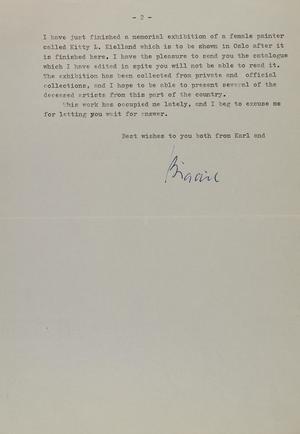 - 2 -
I have just finished a memorial exhibition of a female painter
called Kitty L. Kielland which is to be shown in Oslo after it
is finished here. I have the pleasure to send you the catalogue
which I have edited in spite you will not be able to read it.
The exhibition has been collected from private and official
collections, and I hope to be able to present several of the
deceased artists from this part of the country.
This work has occupied me lately, and I beg to excuse me
for letting you wait for answer.
Best wishes to you both from Karl and